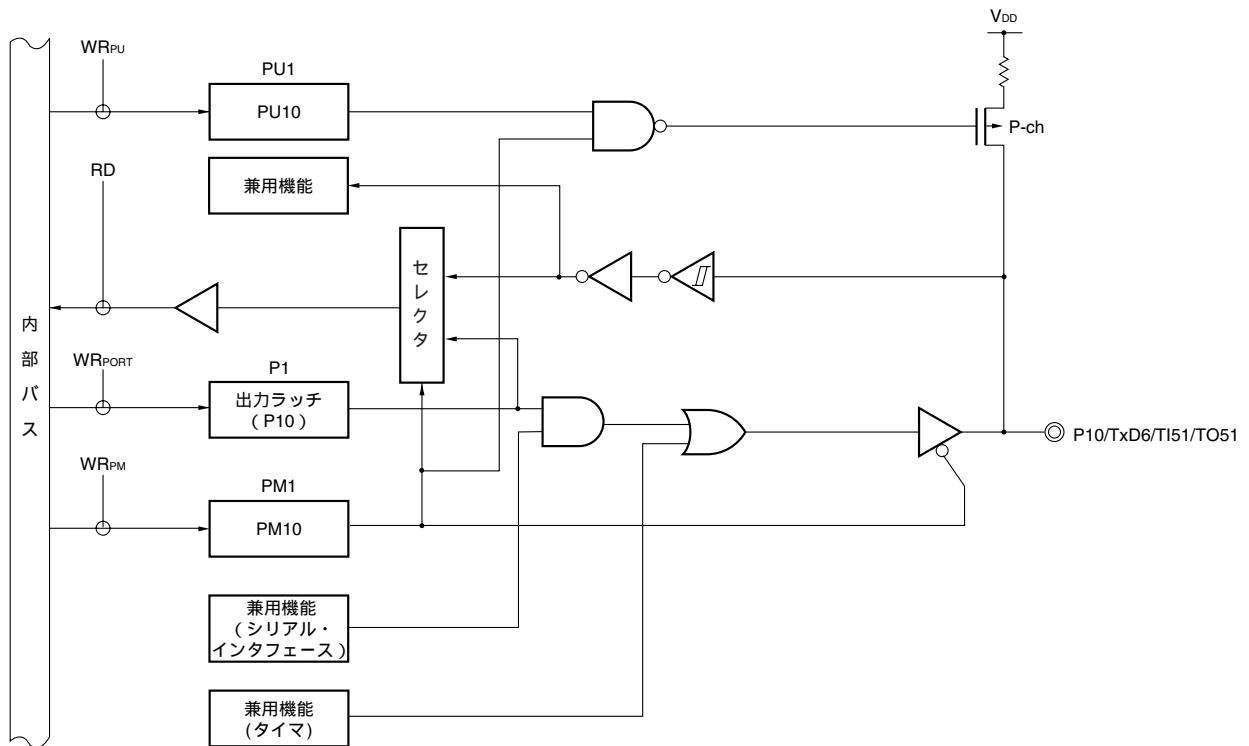 VDD
WRPU
PU1
PU10
P-ch
RD
兼用機能
セレクタ
内部バス
WRPORT
P1
出力ラッチ
(P10)
P10/TxD6/TI51/TO51
WRPM
PM1
PM10
兼用機能
(シリアル・
インタフェース)
兼用機能
(タイマ)